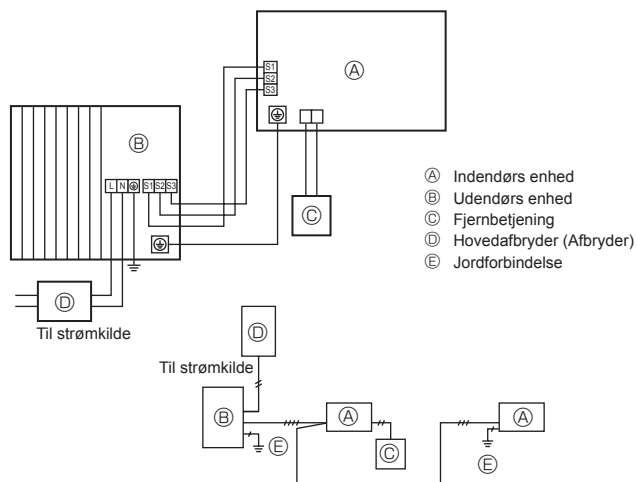 S1
S2
S3
Ⓐ
Ⓑ
L N S1 S2 S3
Ⓒ
Ⓓ
Til strømkilde
Ⓐ Indendørs enhed
Ⓑ Udendørs enhed
Ⓒ Fjernbetjening
Ⓓ Hovedafbryder (Afbryder)
Ⓔ Jordforbindelse
Ⓓ
Til strømkilde
Ⓑ
Ⓔ
Ⓐ
Ⓒ
Ⓐ
Ⓔ